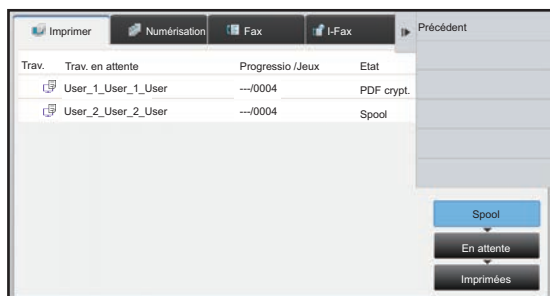 Imprimer Numérisation Fax I-Fax Précédent
Trav. Trav. en attente Progressio /Jeux Etat
User_1_User_1_User ---/0004 PDF crypt.
User_2_User_2_User ---/0004 Spool
Spool
En attente
Imprimées